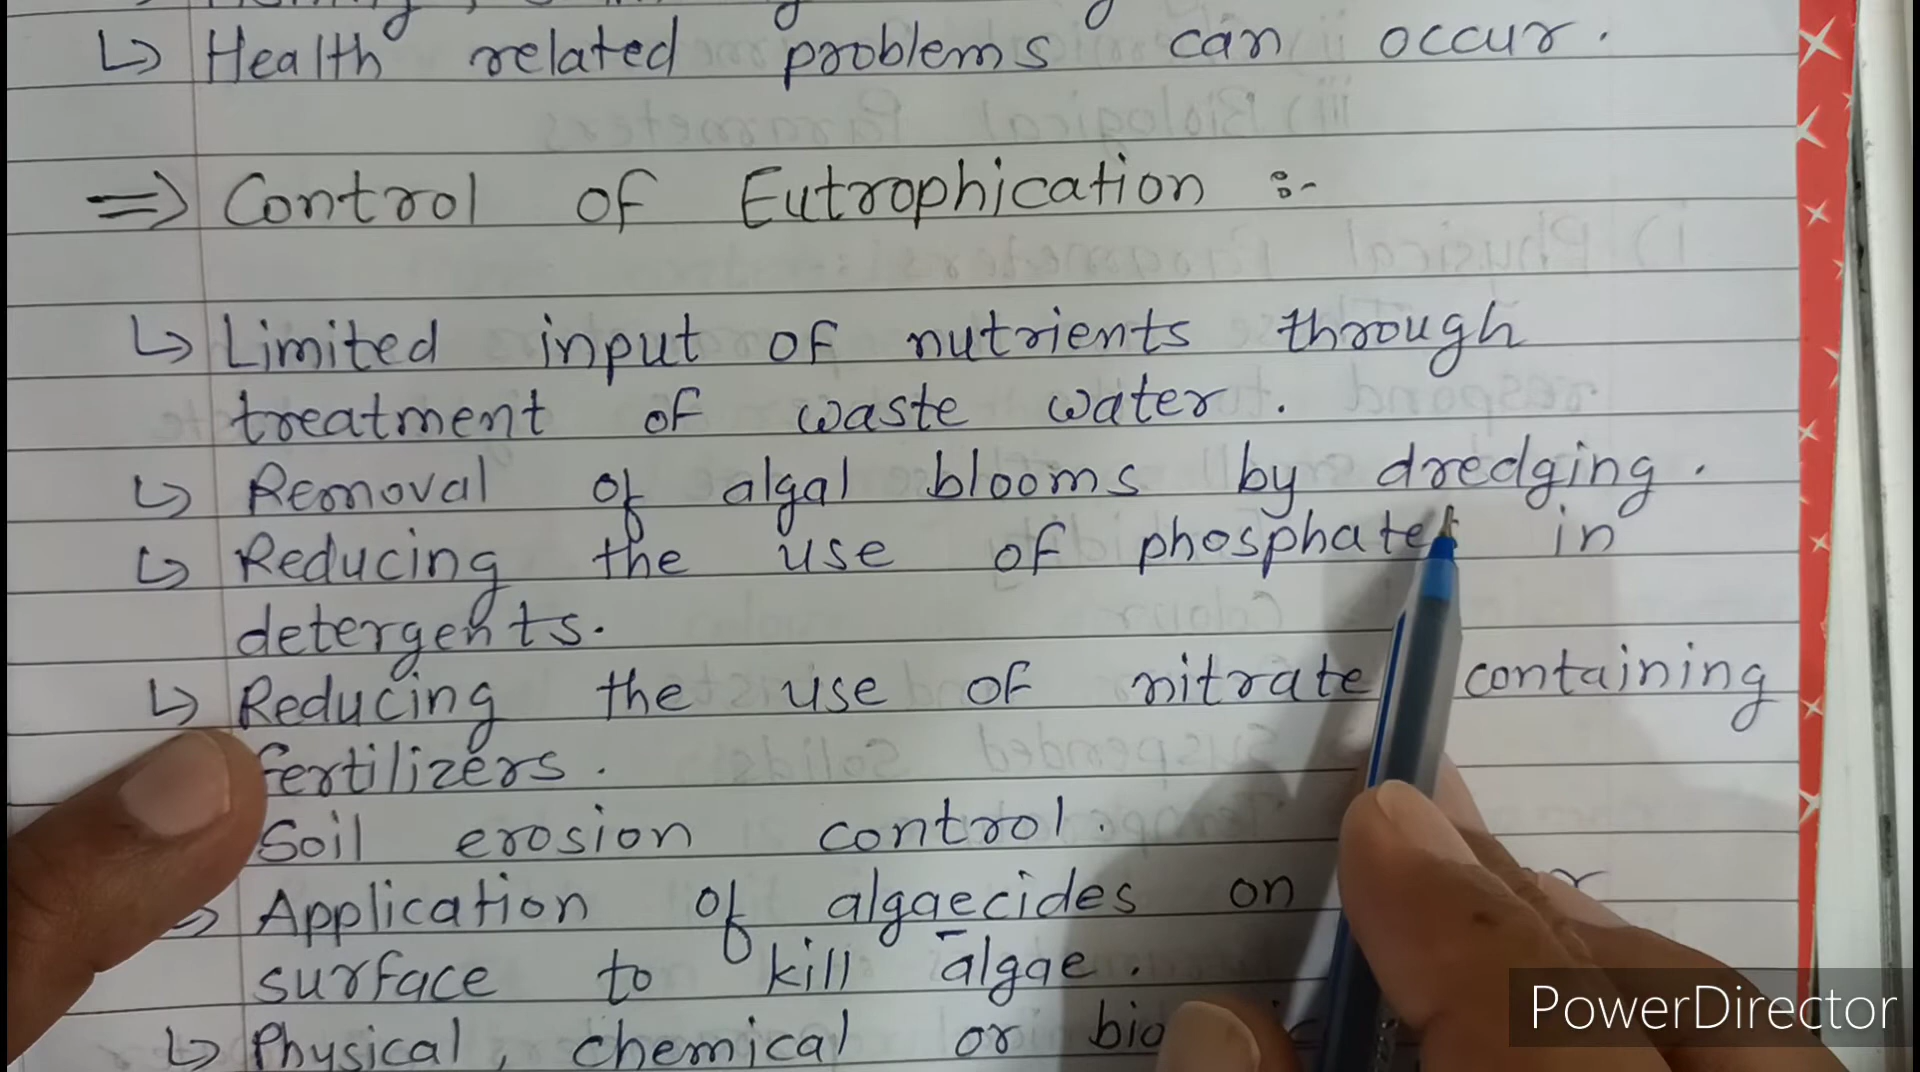 ↳ Health related problems can occur.
⇒ Control of Eutrophication :-
↳ Limited input of nutrients through
treatment of waste water.
↳ Removal of algal blooms by dredging.
↳ Reducing the use of phosphates in
detergents.
↳ Reducing the use of nitrate containing
fertilizers.
Soil erosion control.
↳ Application of algaecides on
surface to kill algae.
↳ Physical, chemical or
PowerDirector